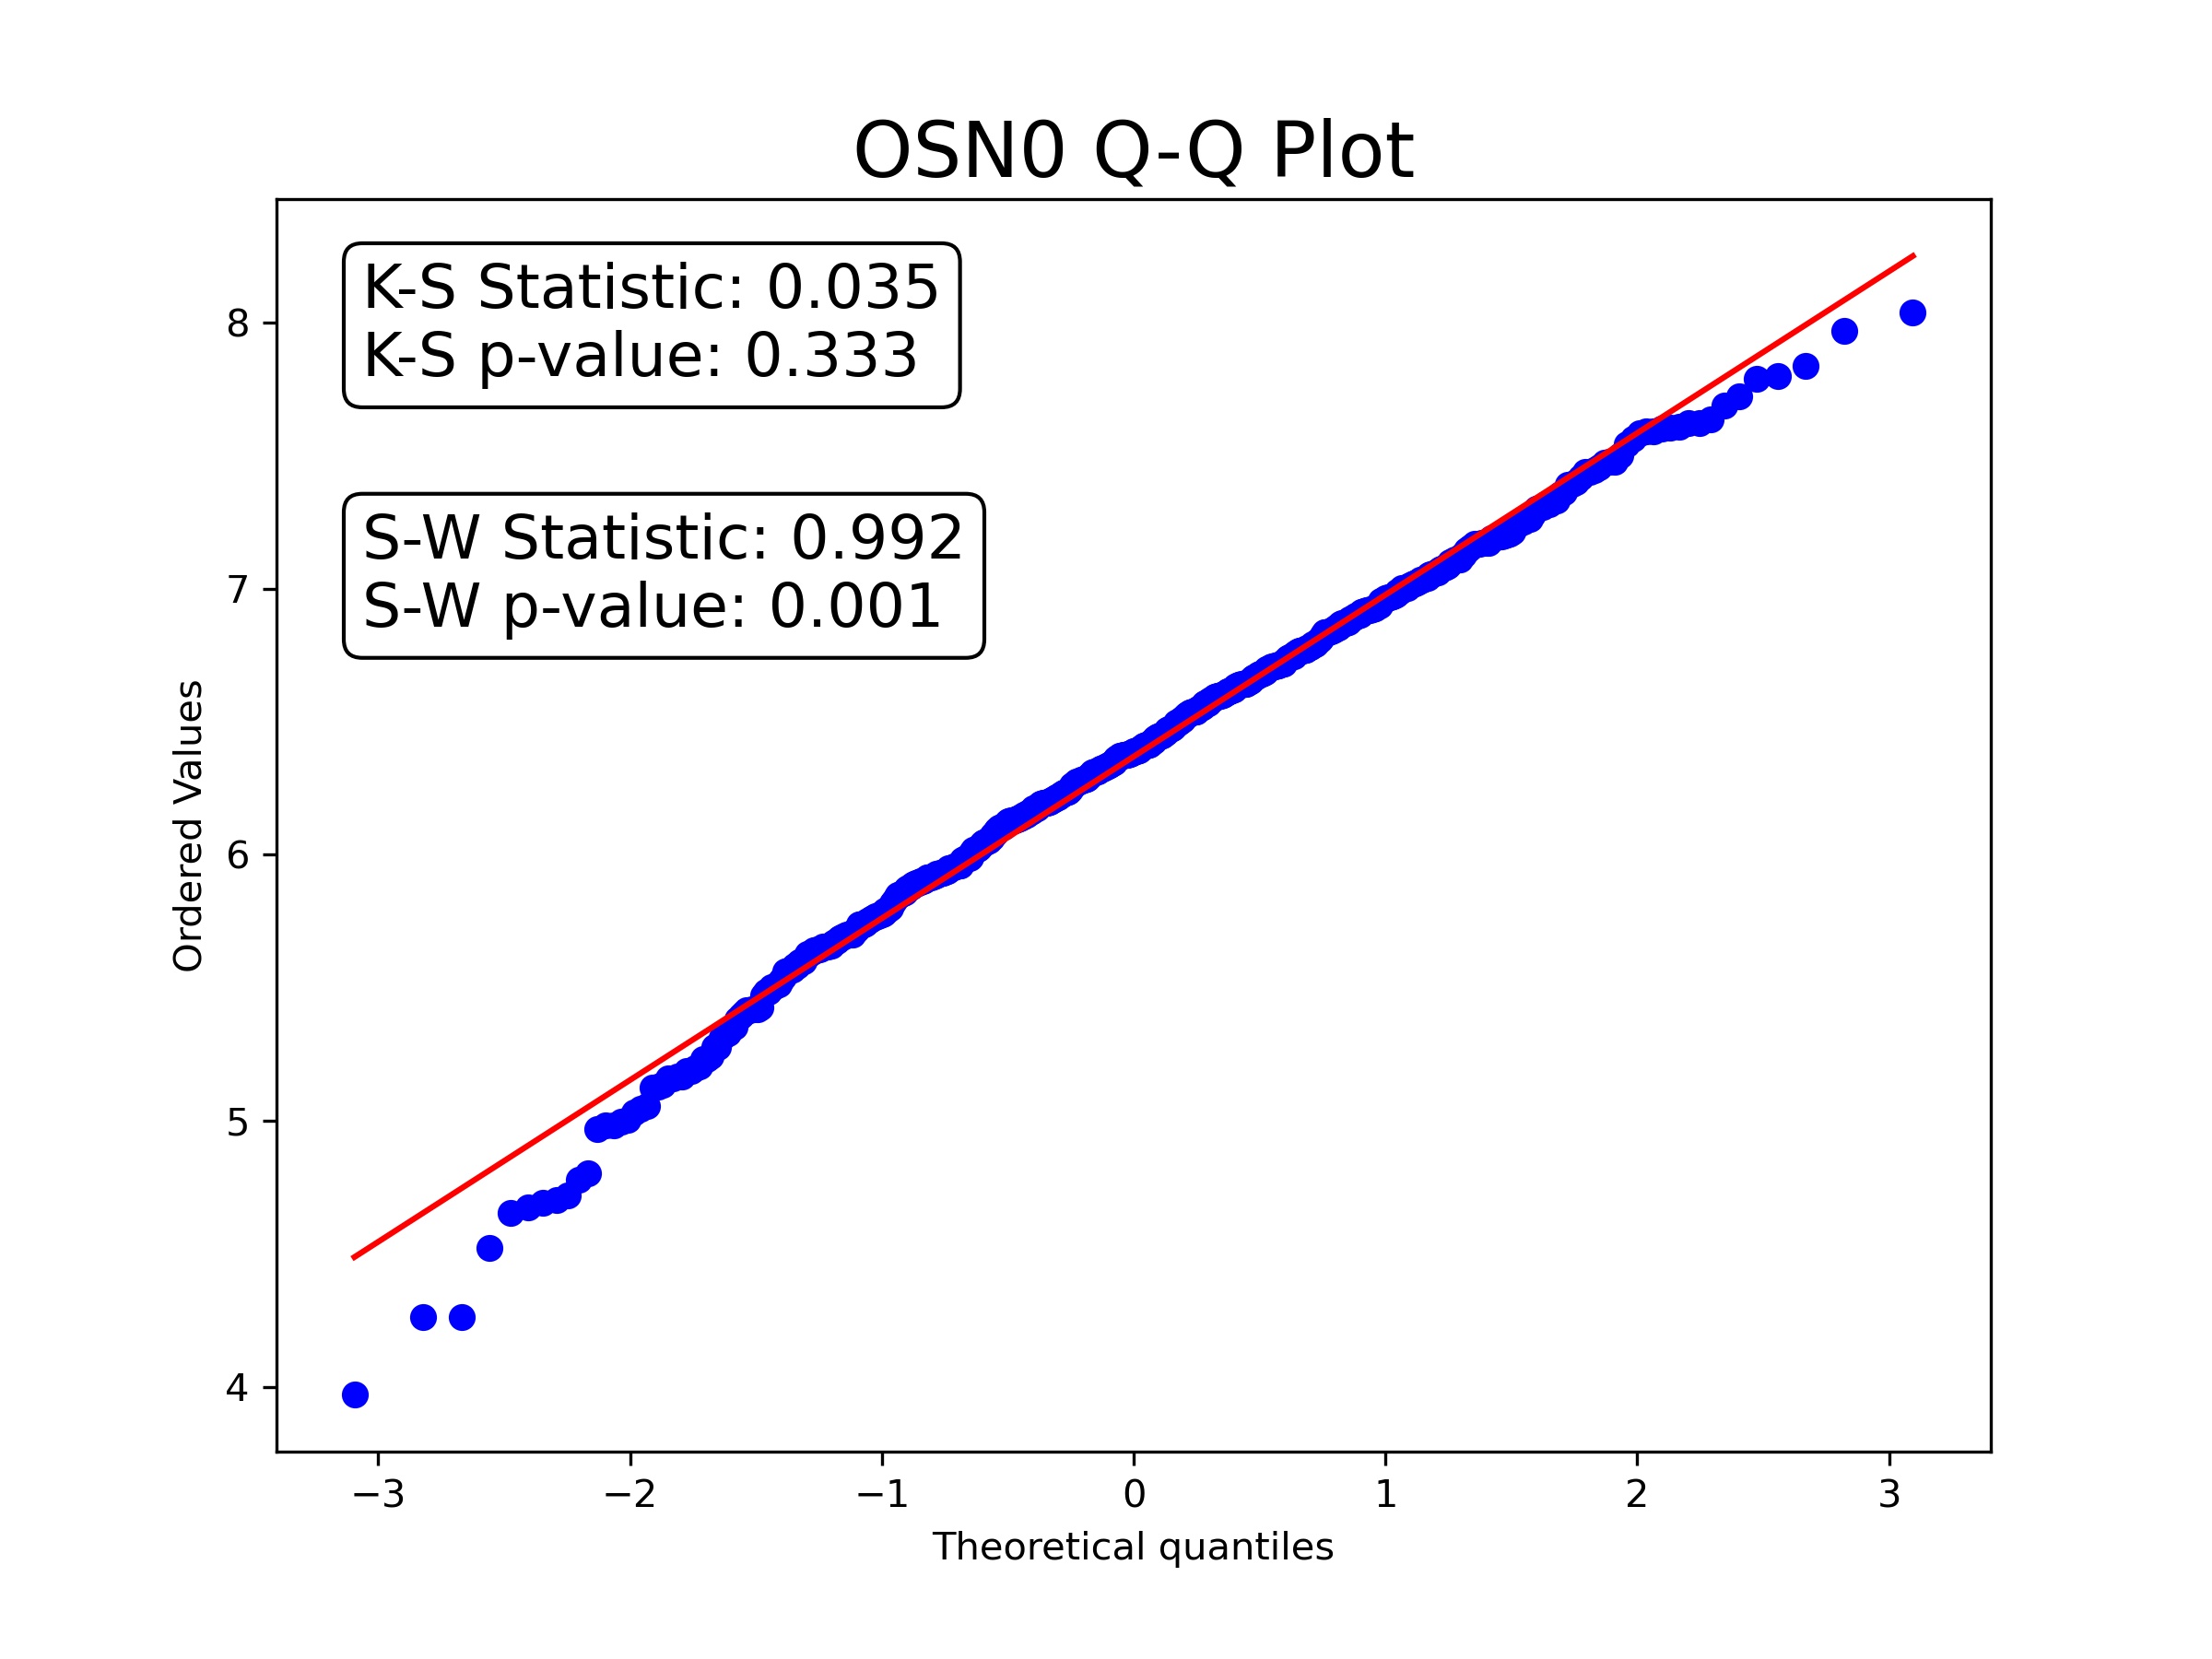 OSN0 Q-Q Plot
K-S Statistic: 0.035
K-S p-value: 0.333
S-W Statistic: 0.992
S-W p-value: 0.001
8
7
6
5
4
Ordered Values
−3 −2 −1 0 1 2 3
Theoretical quantiles